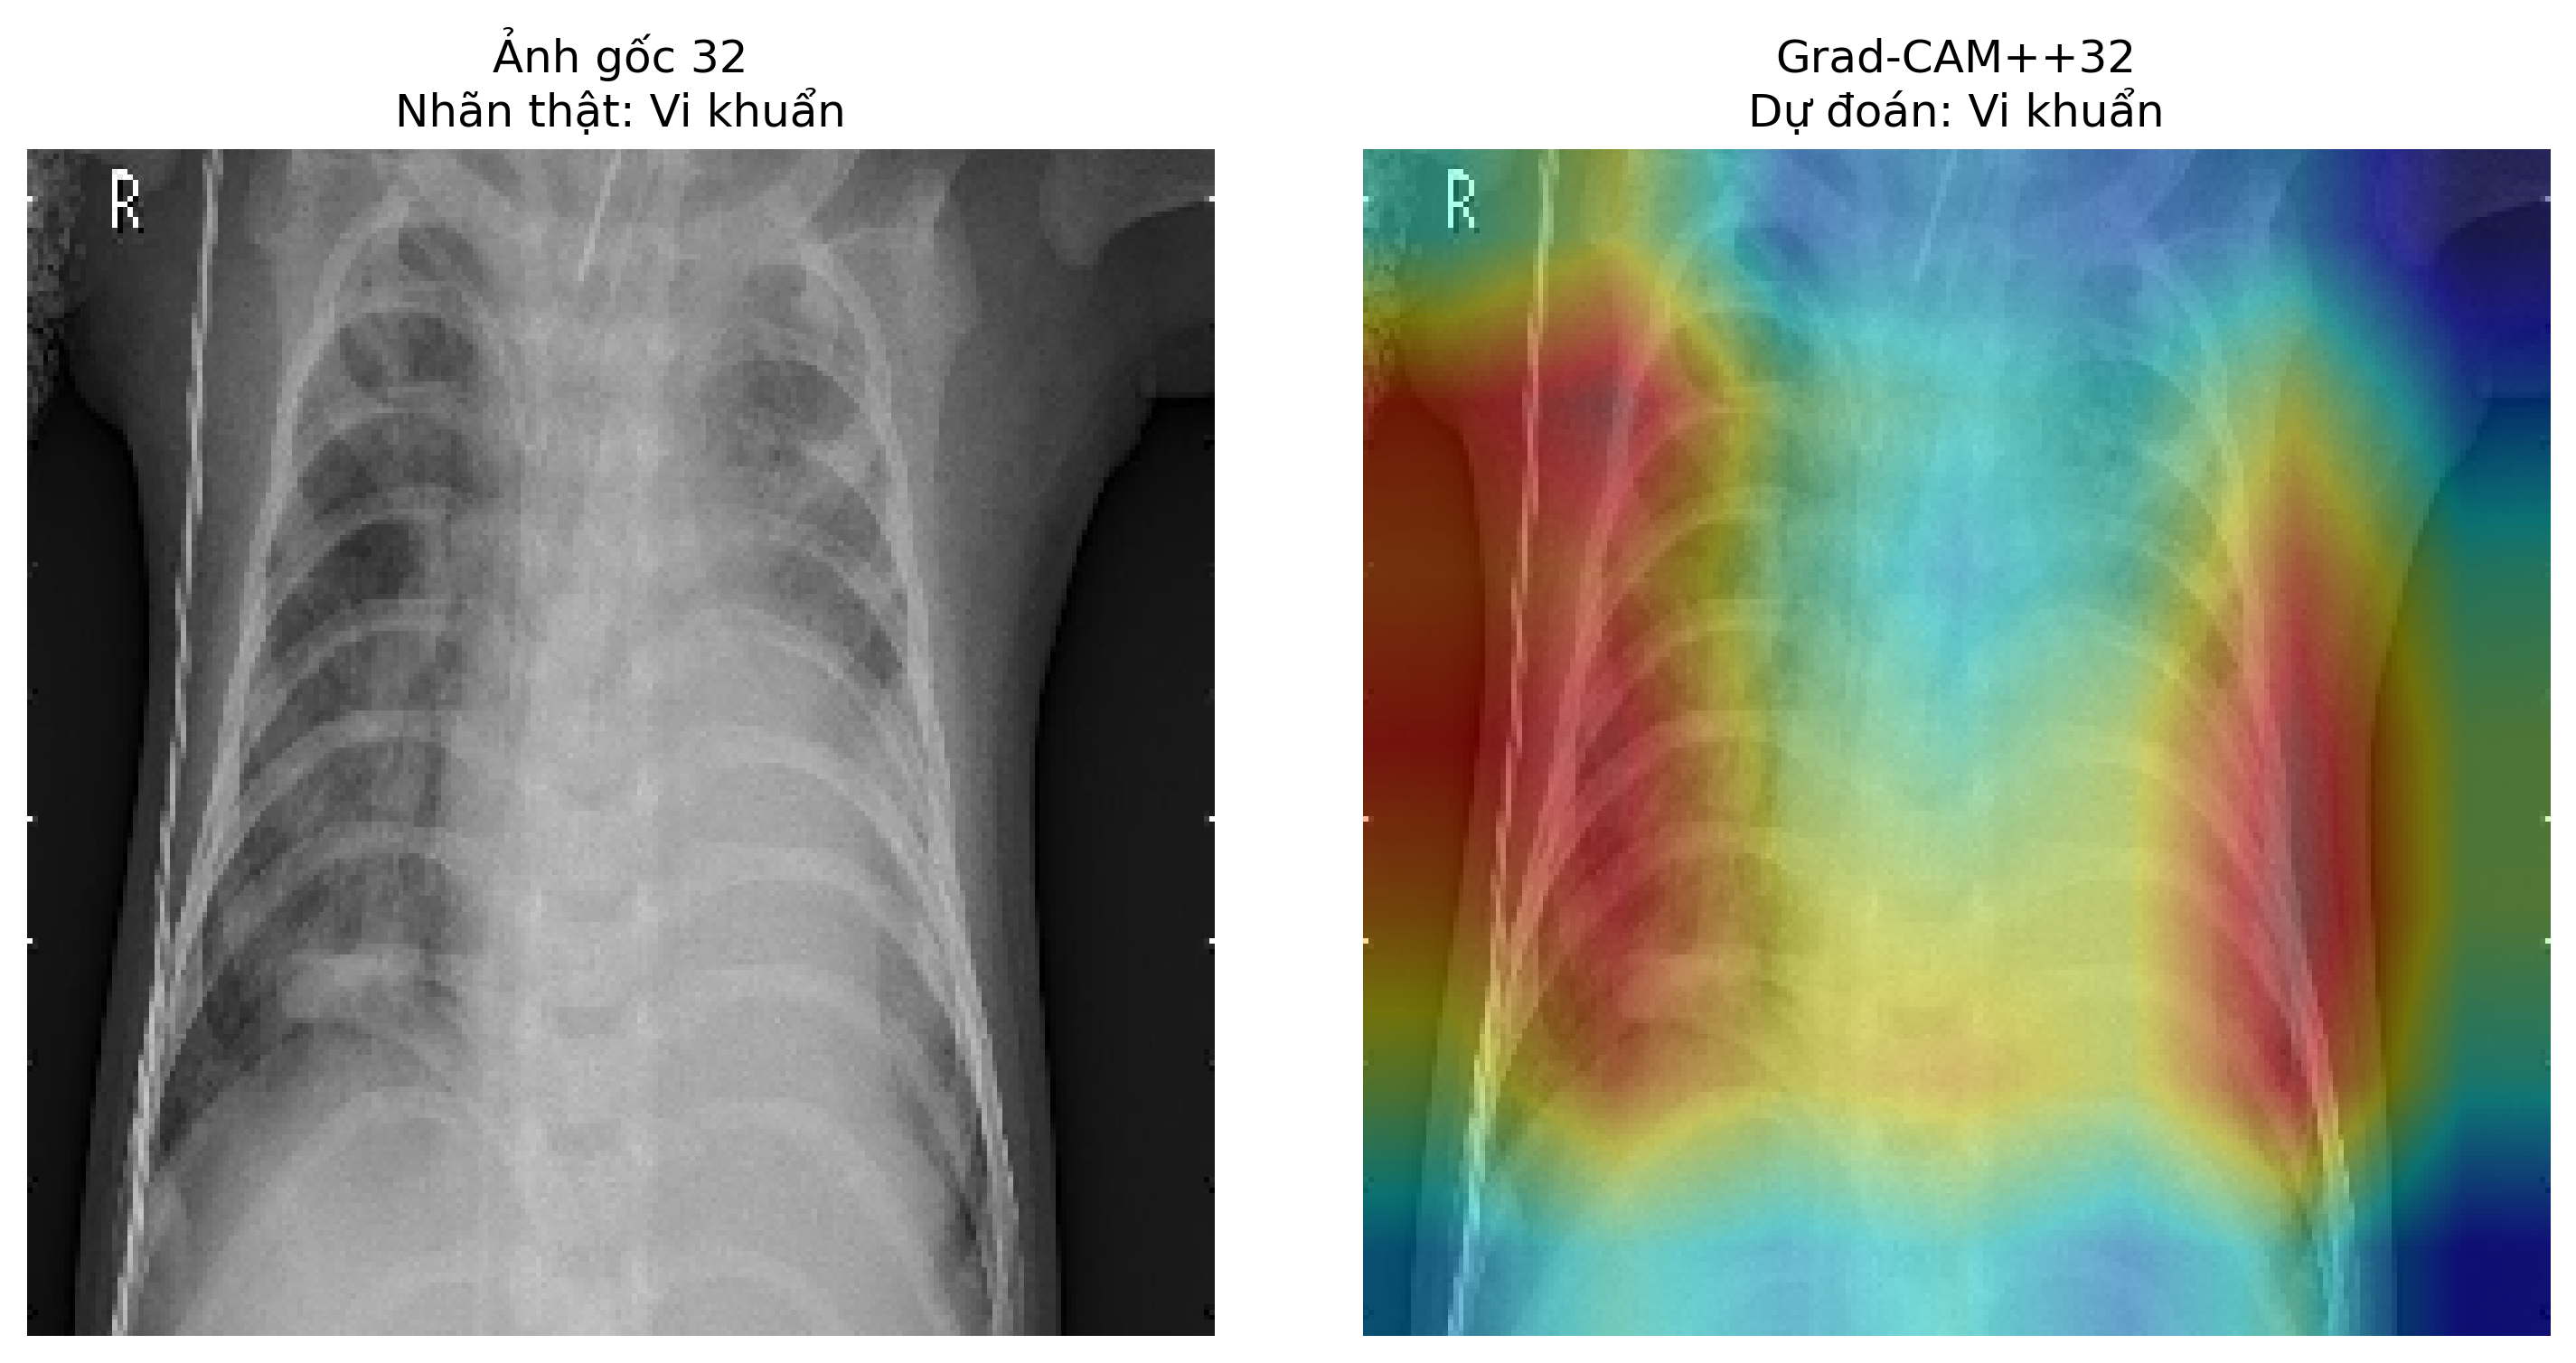 Ảnh gốc 32
Nhãn thật: Vi khuẩn
R
Grad-CAM++32
Dự đoán: Vi khuẩn
R